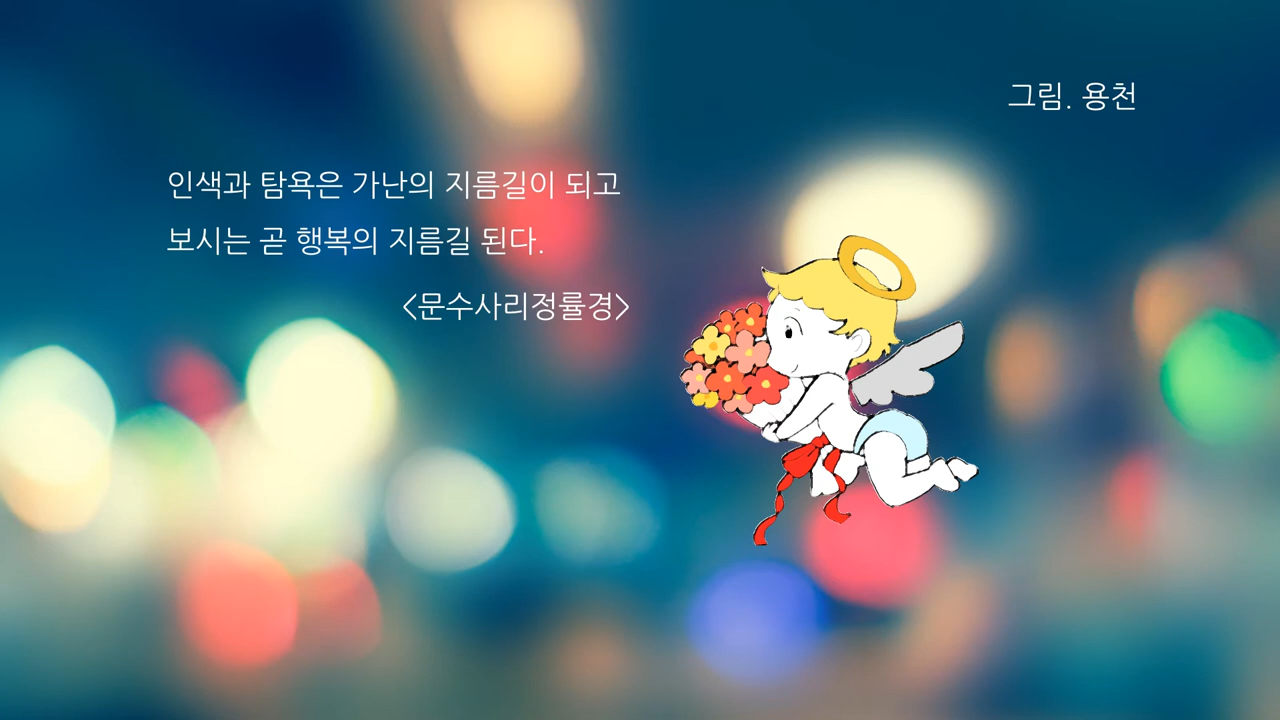 그림. 용천
인색과 탐욕은 가난의 지름길이 되고
보시는 곧 행복의 지름길 된다.
<문수사리정률경>